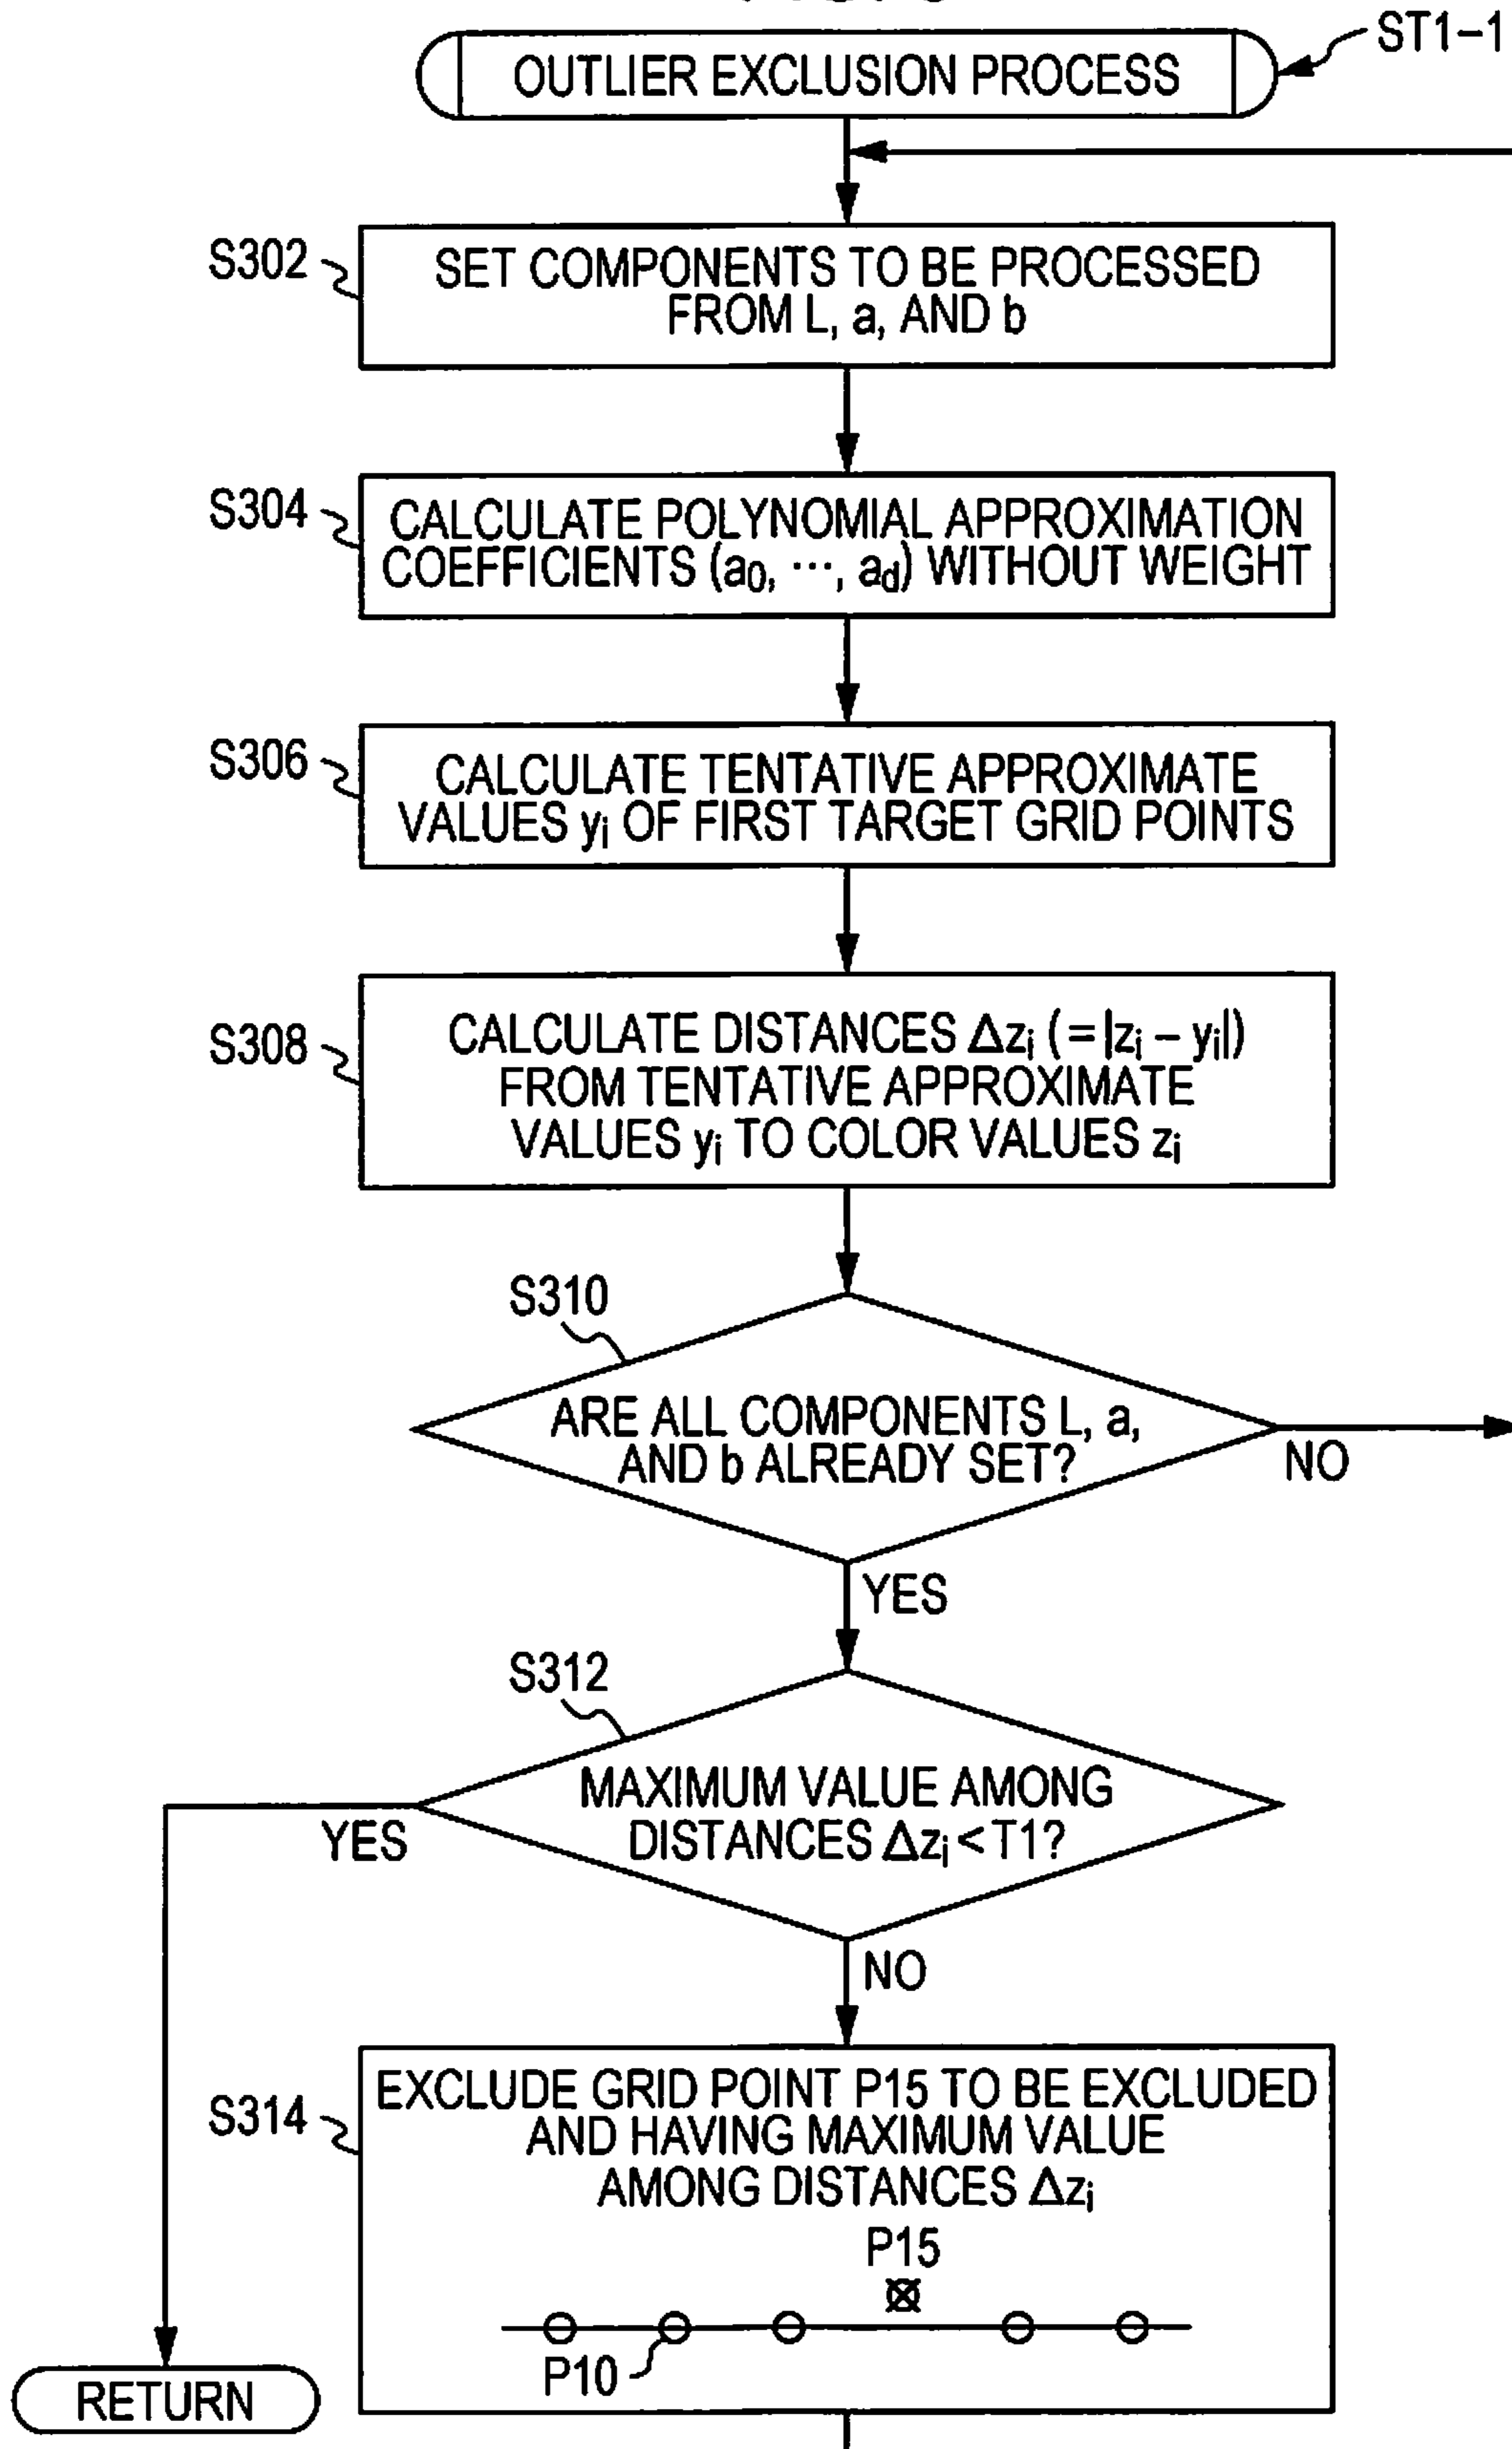 ST1-1
OUTLIER EXCLUSION PROCESS
S302
SET COMPONENTS TO BE PROCESSED
FROM L, a, AND b
S304
CALCULATE POLYNOMIAL APPROXIMATION
COEFFICIENTS (a0, ···, ad) WITHOUT WEIGHT
S306
CALCULATE TENTATIVE APPROXIMATE
VALUES yi OF FIRST TARGET GRID POINTS
S308
CALCULATE DISTANCES Δzi (= |zi – yi|)
FROM TENTATIVE APPROXIMATE
VALUES yi TO COLOR VALUES zi
S310
ARE ALL COMPONENTS L, a,
AND b ALREADY SET?
NO
YES
S312
MAXIMUM VALUE AMONG
DISTANCES Δzi < T1?
YES
NO
S314
EXCLUDE GRID POINT P15 TO BE EXCLUDED
AND HAVING MAXIMUM VALUE
AMONG DISTANCES Δzi
P15
P10
RETURN